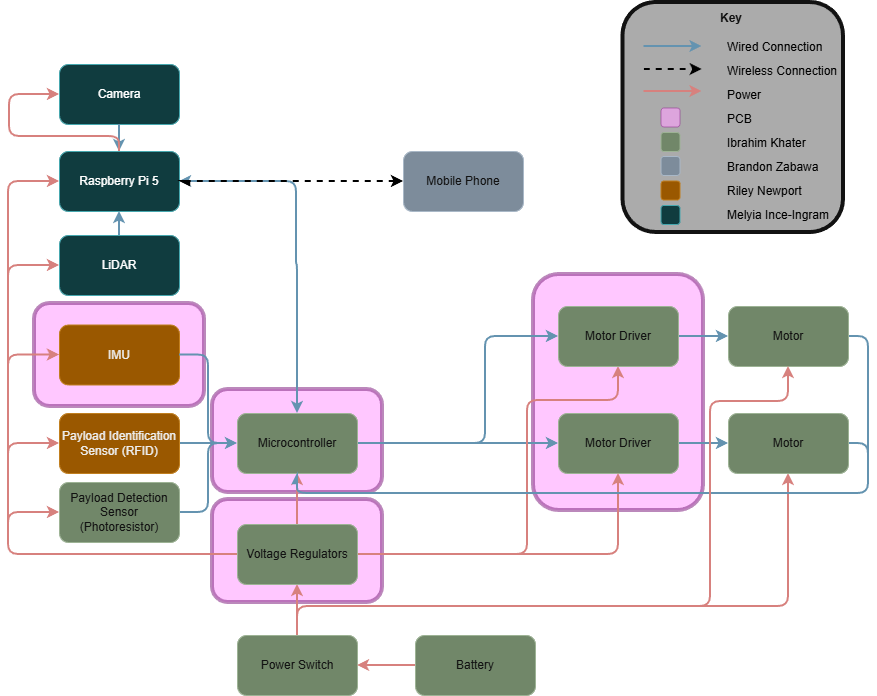 Key
Wired Connection
Wireless Connection
Power
PCB
Ibrahim Khater
Brandon Zabawa
Riley Newport
Melyia Ince-Ingram
Camera
Raspberry Pi 5
Mobile Phone
LiDAR
IMU
Motor Driver
Motor
Payload Identification
Sensor (RFID)
Microcontroller
Motor Driver
Motor
Payload Detection
Sensor
(Photoresistor)
Voltage Regulators
Power Switch
Battery